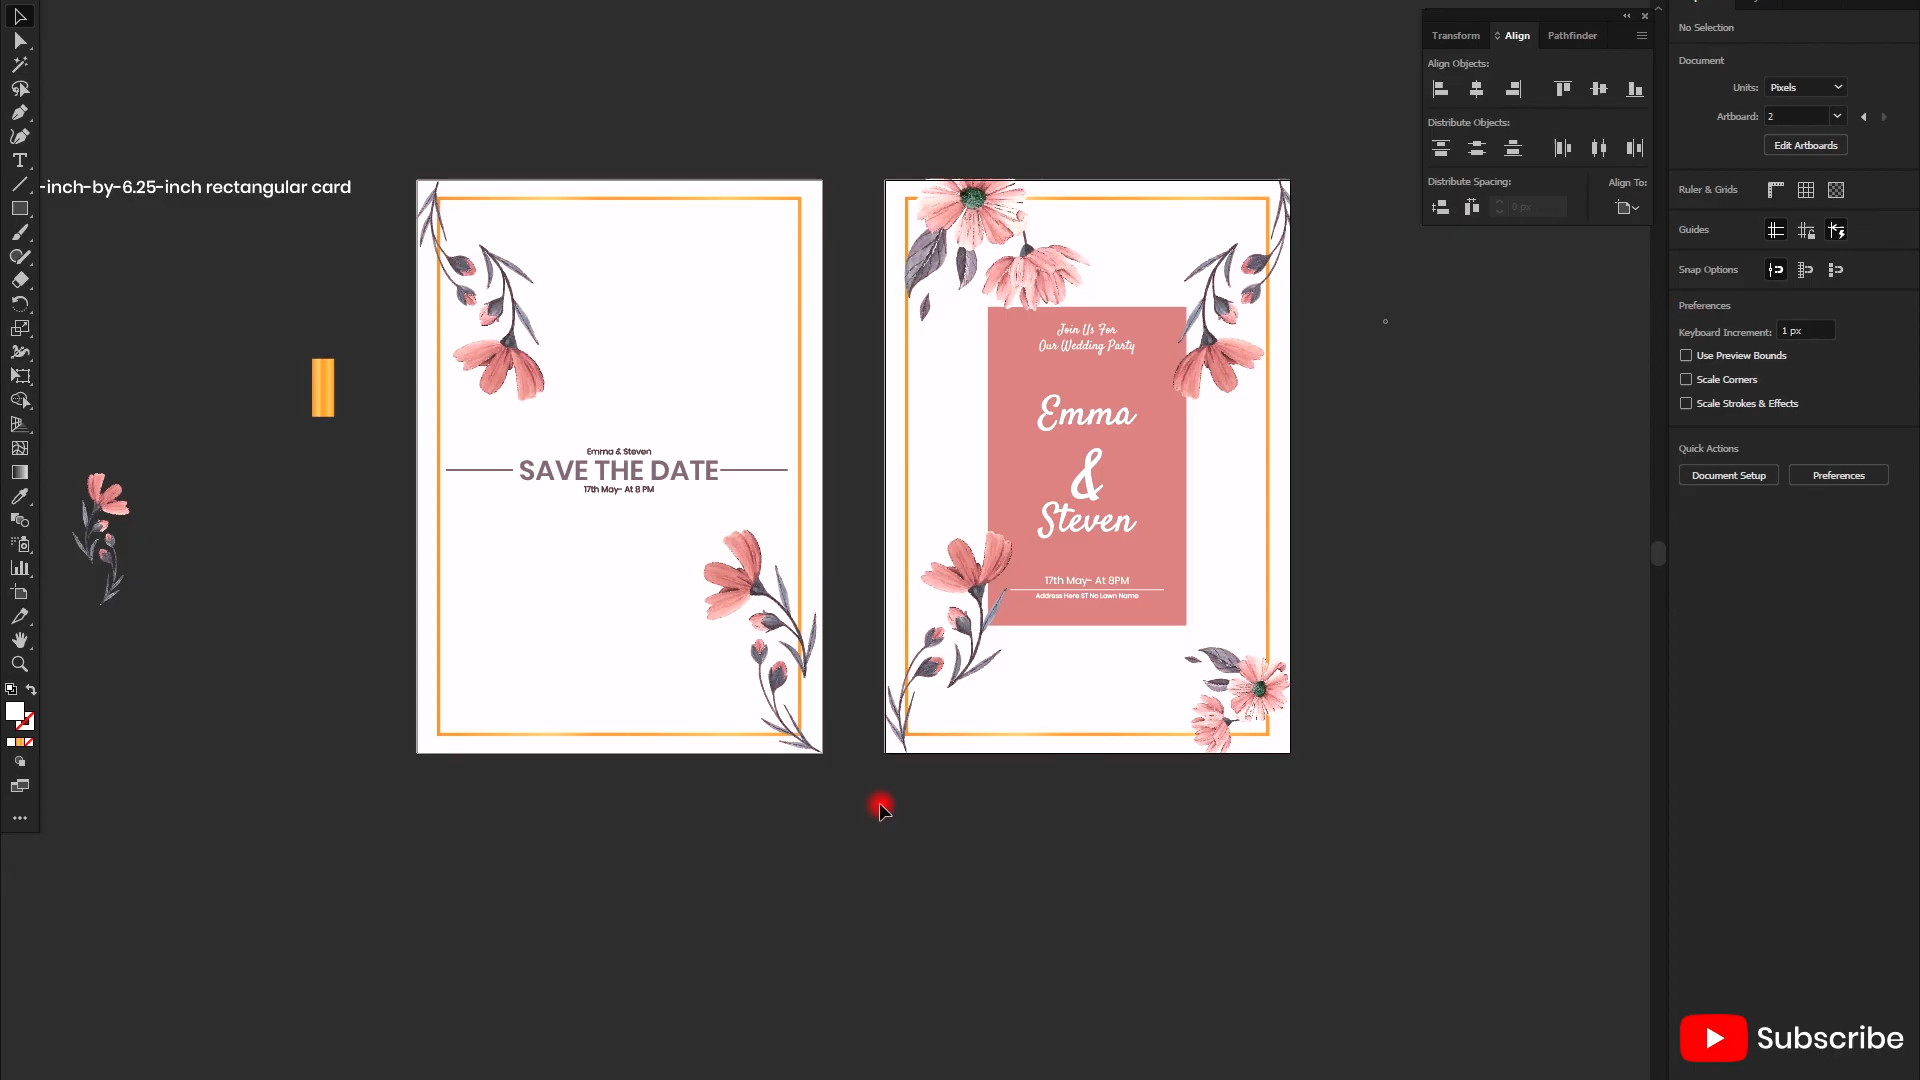 -inch-by-6.25-inch rectangular card
Emma & Steven
SAVE THE DATE
17th May- At 8 PM
Join Us For
Our Wedding Party
Emma
&
Steven
17th May- At 8PM
Address Here ST No Lawn Name
Transform
Align
Pathfinder
Align Objects:
Distribute Objects:
Distribute Spacing:
Align To:
0 px
No Selection
Document
Units:
Pixels
Artboard:
2
Edit Artboards
Ruler & Grids
Guides
Snap Options
Preferences
Keyboard Increment:
1 px
Use Preview Bounds
Scale Corners
Scale Strokes & Effects
Quick Actions
Document Setup
Preferences
Subscribe